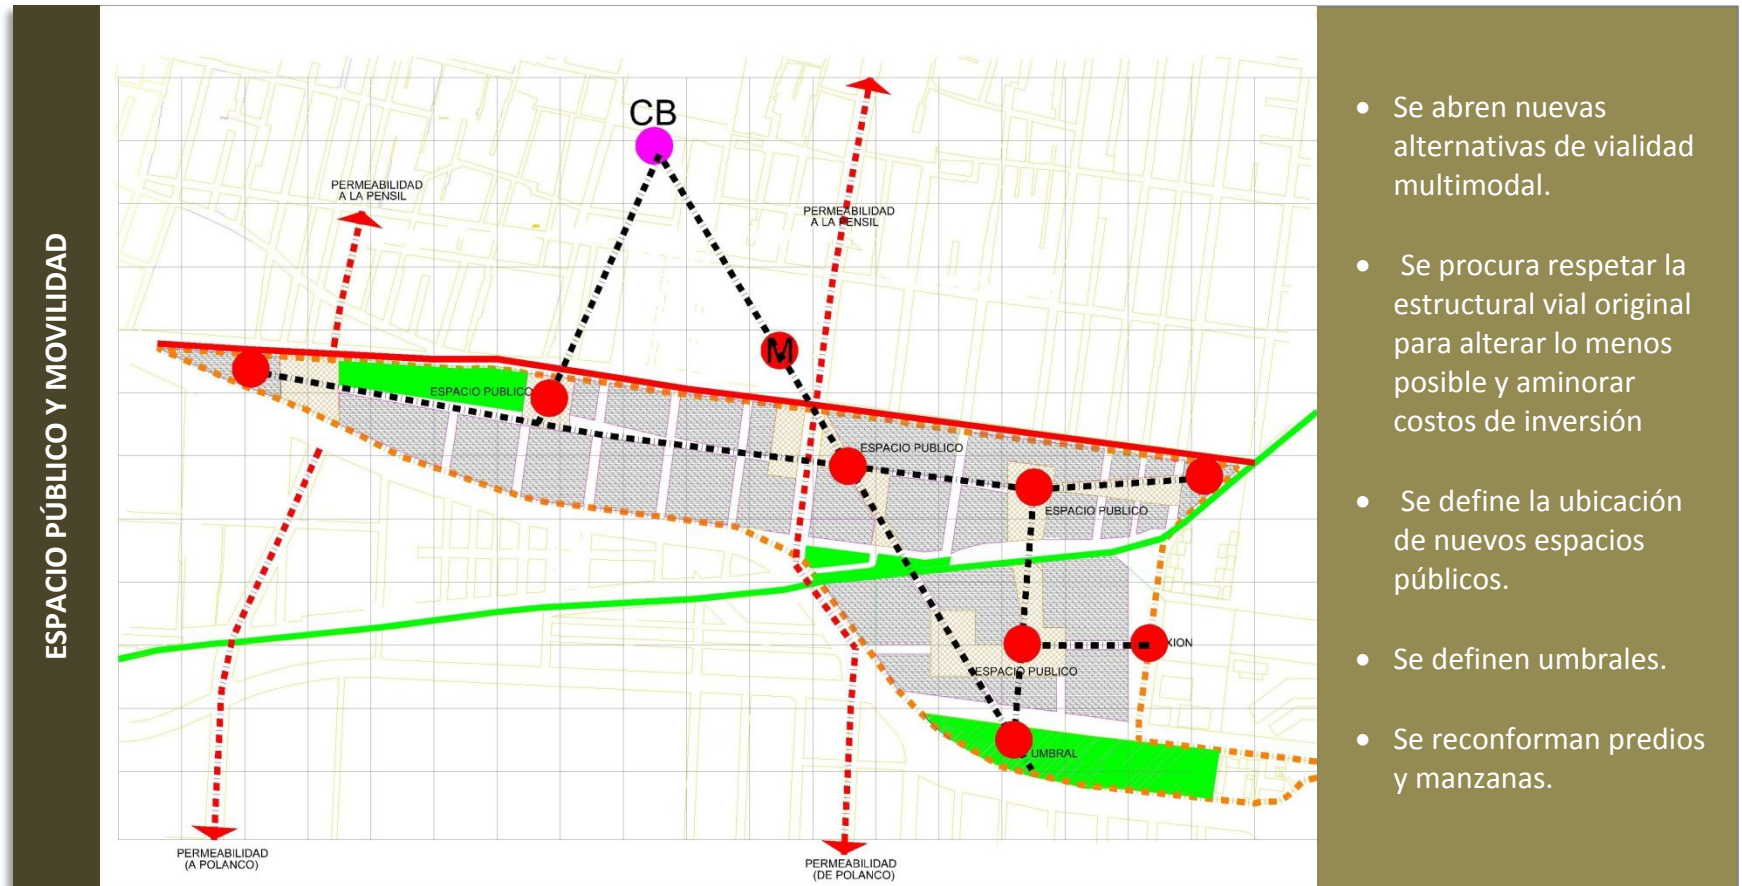 ESPACIO PÚBLICO Y MOVILIDAD
CB
PERMEABILIDAD
A LA PENSIL
PERMEABILIDAD
A LA PENSIL
M
ESPACIO PUBLICO
ESPACIO PUBLICO
ESPACIO PUBLICO
XION
ESPACIO PUBLICO
UMBRAL
PERMEABILIDAD
(A POLANCO)
PERMEABILIDAD
(DE POLANCO)
• Se abren nuevas
alternativas de vialidad
multimodal.
• Se procura respetar la
estructural vial original
para alterar lo menos
posible y aminorar
costos de inversión
• Se define la ubicación
de nuevos espacios
públicos.
• Se definen umbrales.
• Se reconforman predios
y manzanas.